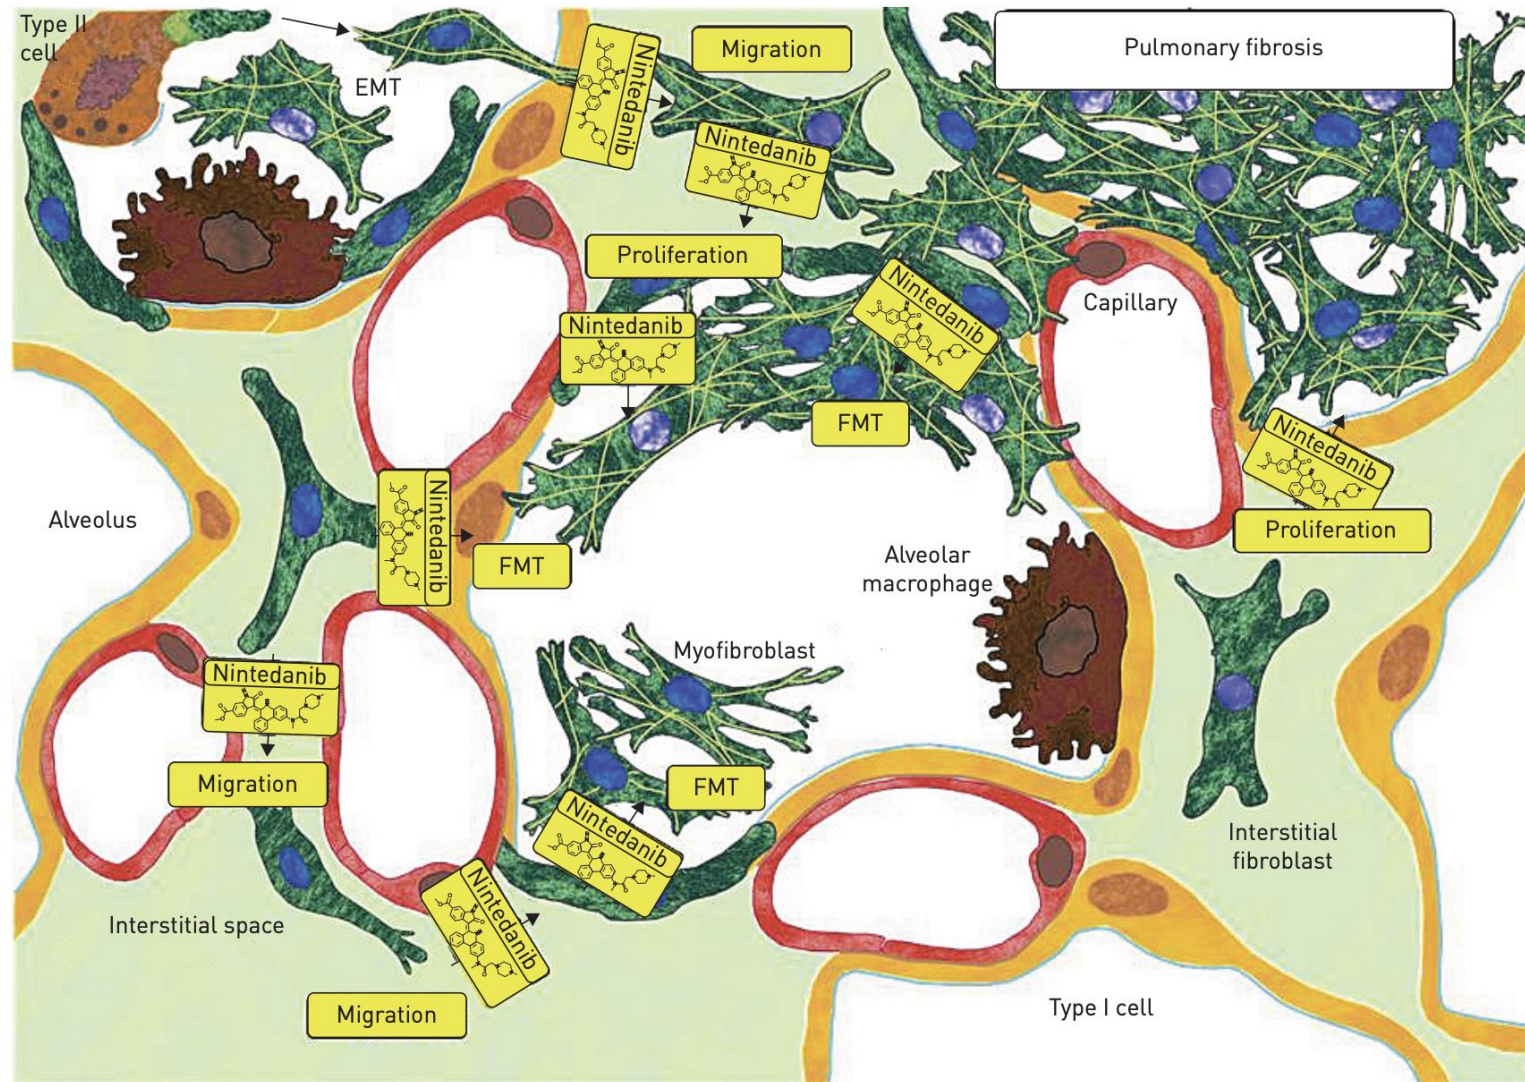 Type II
cell
EMT
Nintedanib
Migration
Pulmonary fibrosis
Nintedanib
Proliferation
Nintedanib
Nintedanib
Capillary
FMT
Nintedanib
Proliferation
Alveolus
Nintedanib
FMT
Alveolar
macrophage
Myofibroblast
Nintedanib
Migration
FMT
Nintedanib
Interstitial
fibroblast
Interstitial space
Nintedanib
Migration
Type I cell